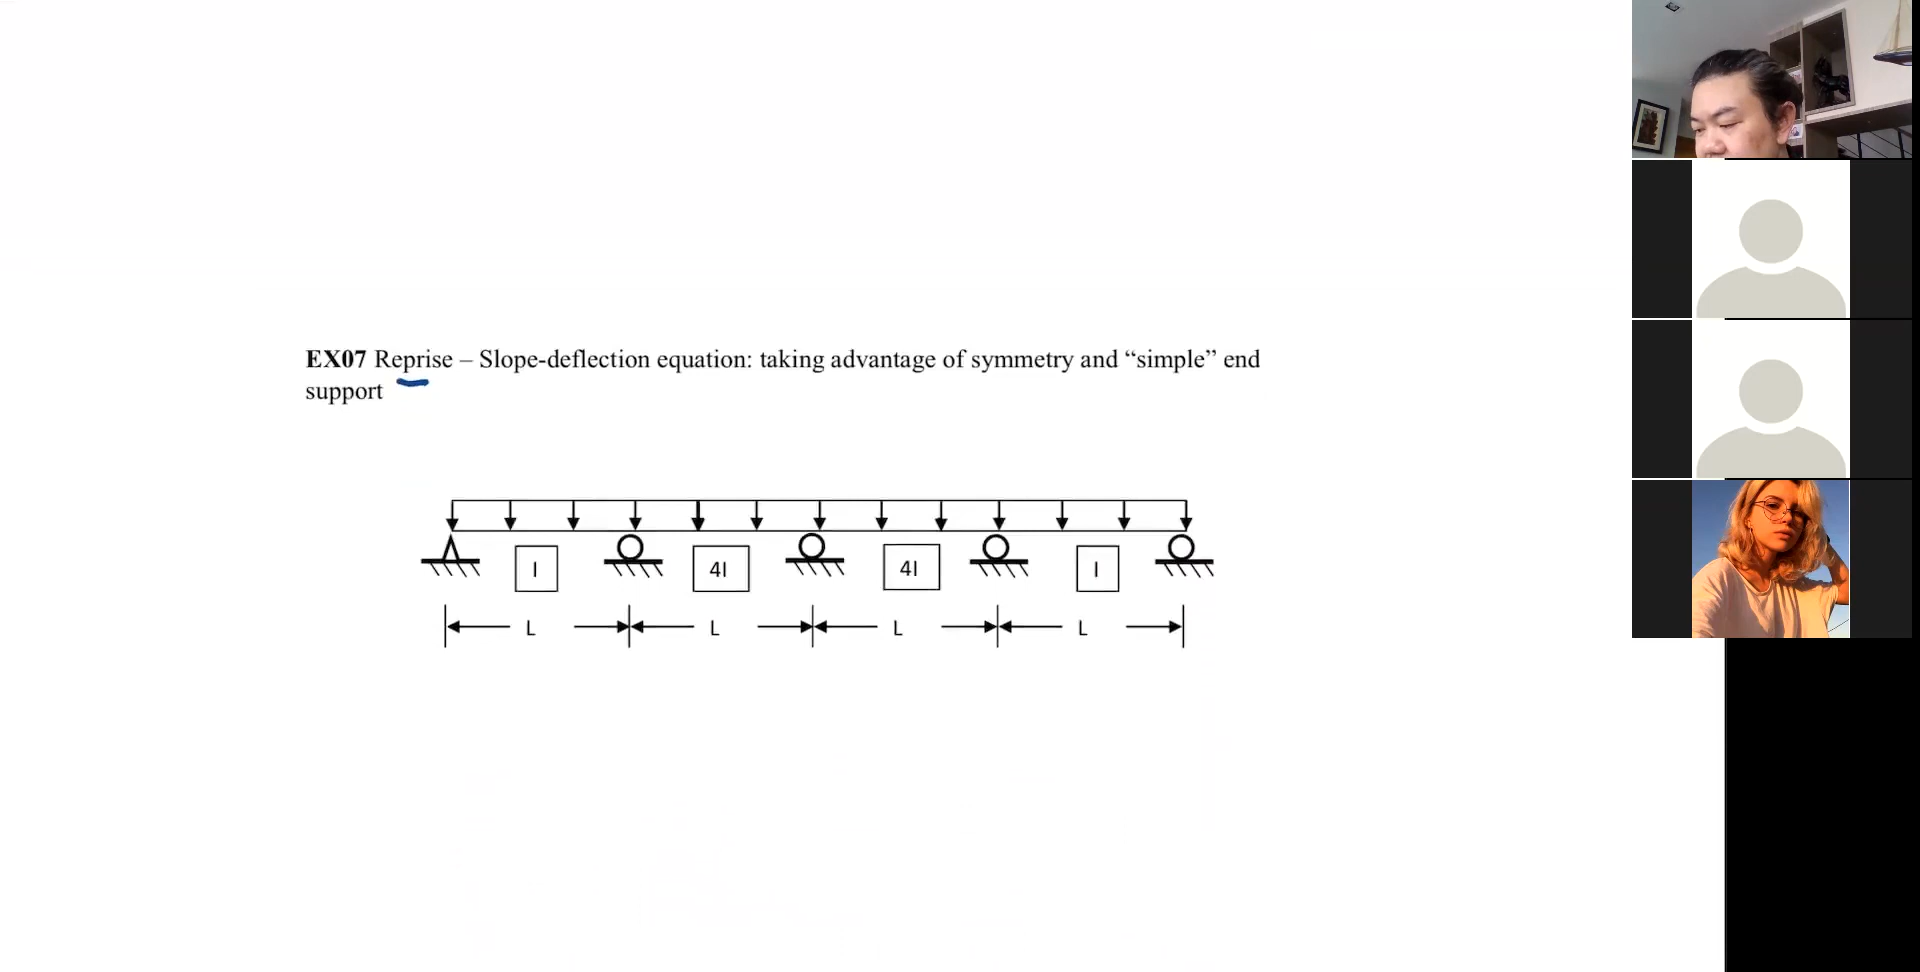 EX07 Reprise – Slope-deflection equation: taking advantage of symmetry and “simple” end
support
I 4I 4I I
L L L L